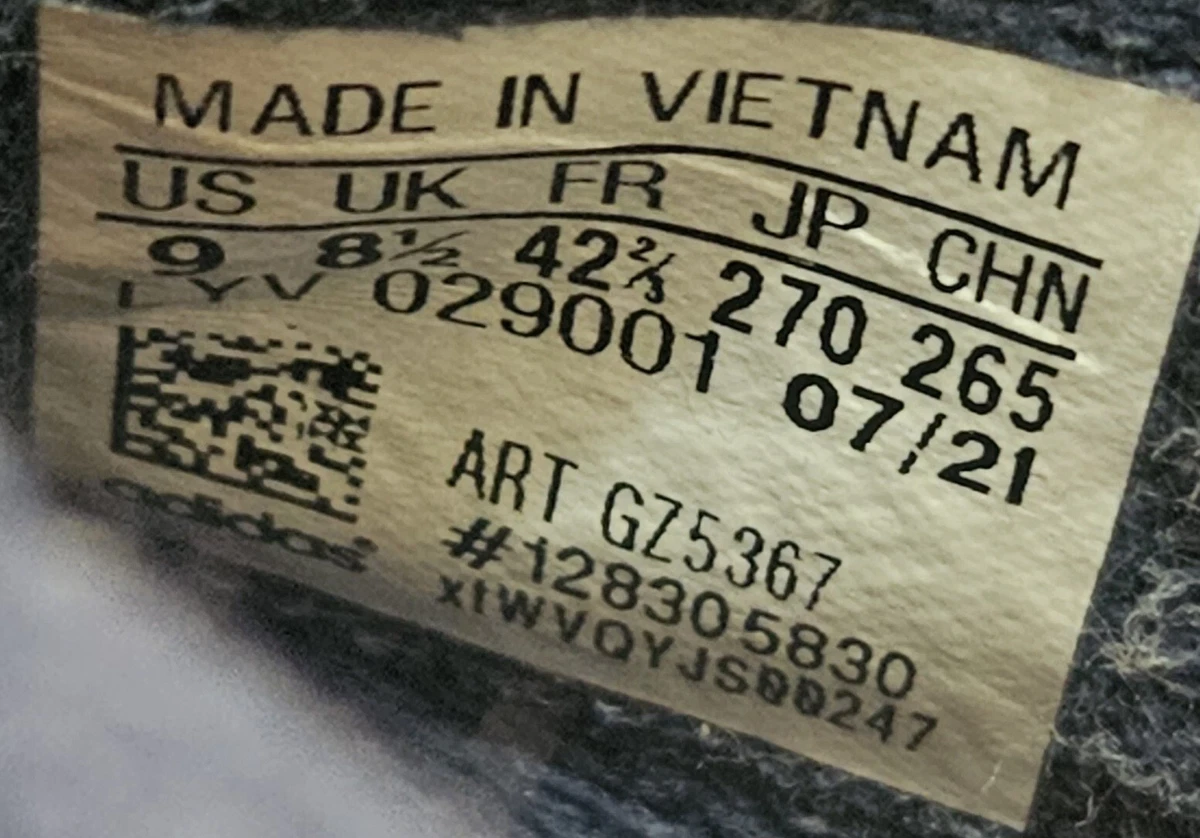 MADE IN VIETNAM
US UK FR JP CHN
9 8½ 42⅔ 270 265
LYV 029001 07/21
ART GZ5367
#128305830
xtWVQYJS00247
adidas